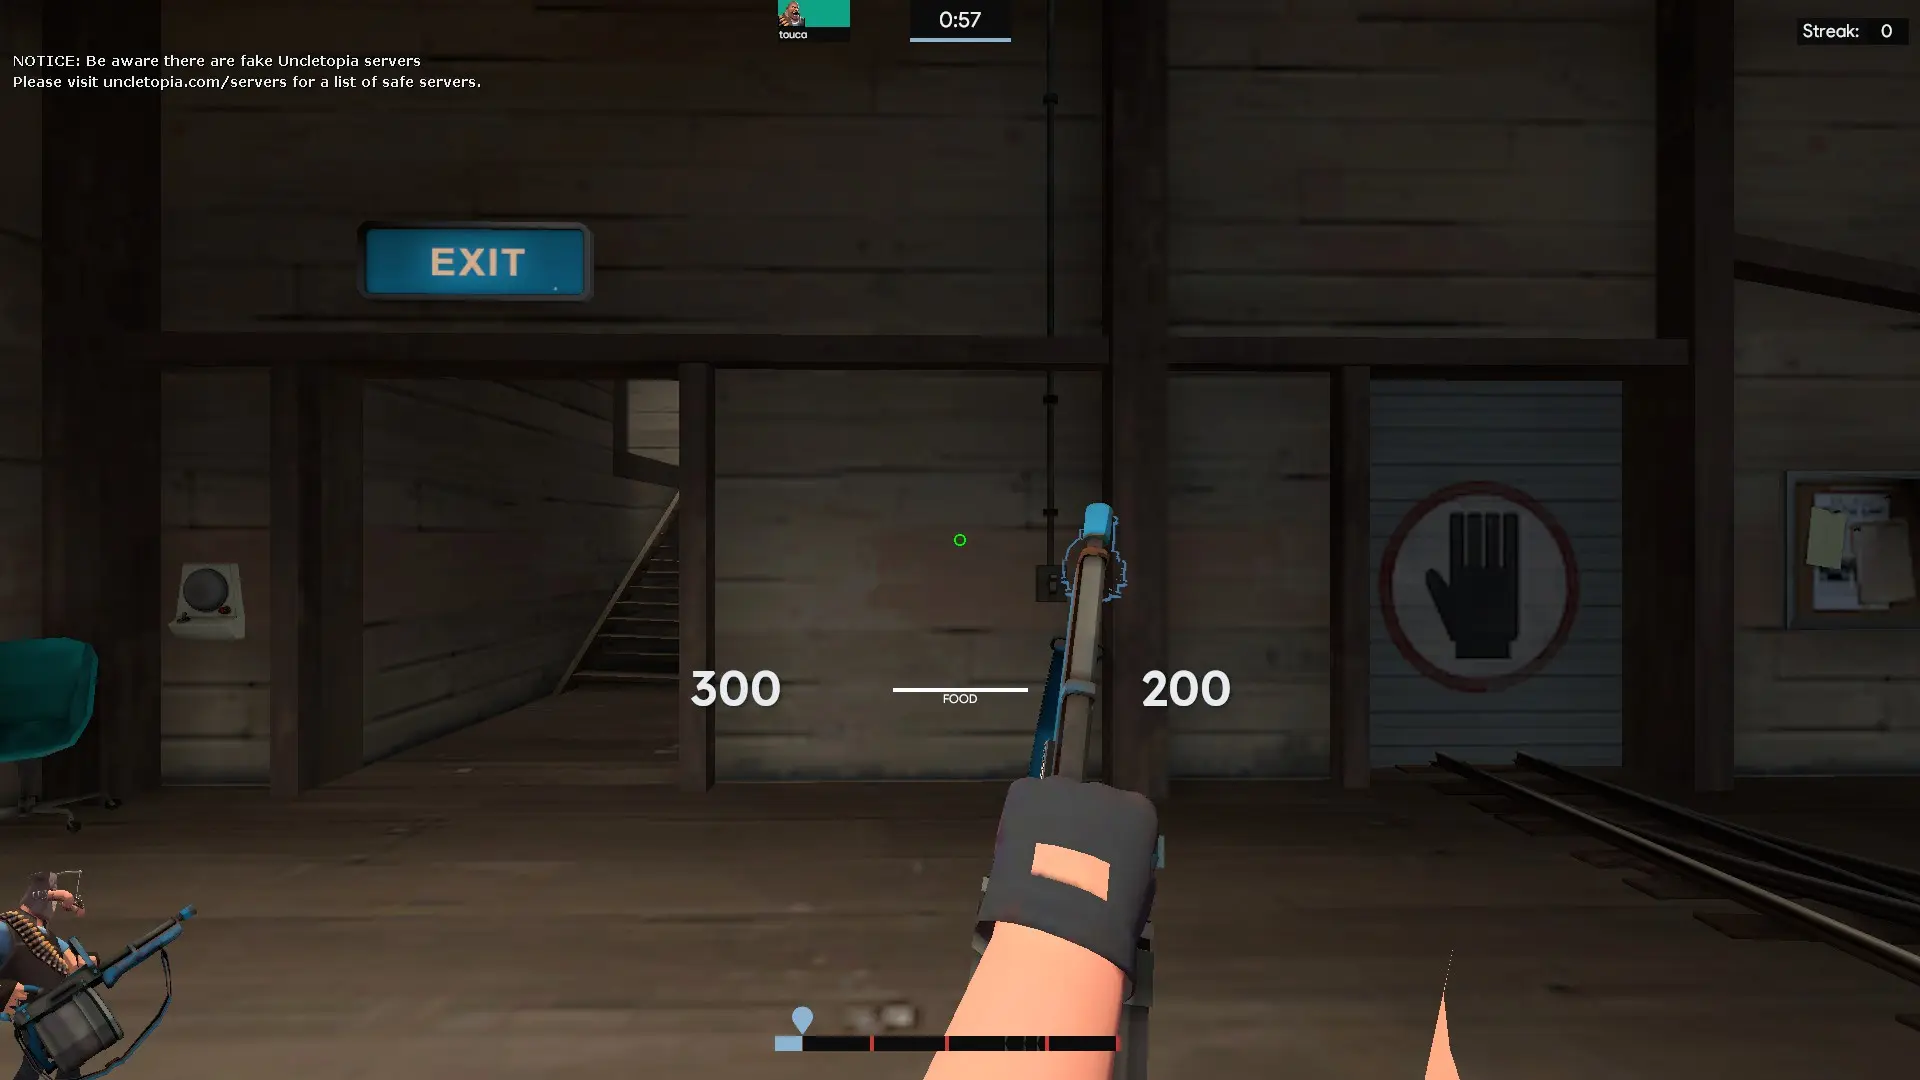 touca
0:57
Streak: 0
NOTICE: Be aware there are fake Uncletopia servers
Please visit uncletopia.com/servers for a list of safe servers.
EXIT
300
FOOD
200